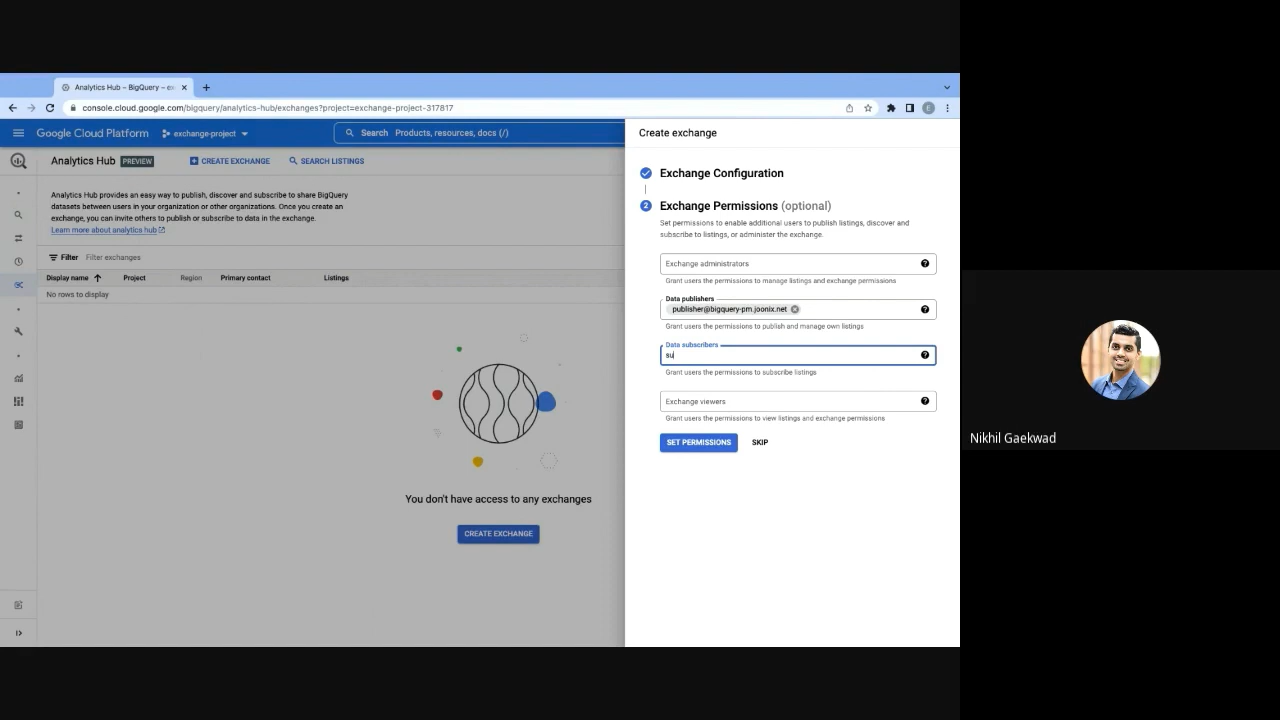 Analytics Hub – BigQuery – ex
console.cloud.google.com/bigquery/analytics-hub/exchanges?project=exchange-project-317817
E
Google Cloud Platform
exchange-project
Search Products, resources, docs (/)
Analytics Hub PREVIEW
CREATE EXCHANGE
SEARCH LISTINGS
Analytics Hub provides an easy way to publish, discover and subscribe to share BigQuery
datasets between users in your organization or other organizations. Once you create an
exchange, you can invite others to publish or subscribe to data in the exchange.
Learn more about analytics hub
Filter Filter exchanges
Display name Project Region Primary contact Listings
No rows to display
You don't have access to any exchanges
CREATE EXCHANGE
Create exchange
Exchange Configuration
2 Exchange Permissions (optional)
Set permissions to enable additional users to publish listings, discover and
subscribe to listings, or administer the exchange.
Exchange administrators
Grant users the permissions to manage listings and exchange permissions
Data publishers
publisher@bigquery-pm.joonix.net
Grant users the permissions to publish and manage own listings
Data subscribers
su
Grant users the permissions to subscribe listings
Exchange viewers
Grant users the permissions to view listings and exchange permissions
SET PERMISSIONS SKIP
Nikhil Gaekwad